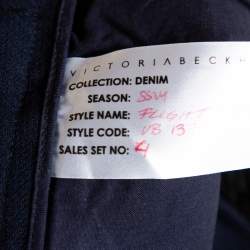 VICTORIABECKH
COLLECTION: DENIM
SEASON: SS14
STYLE NAME: FLIGHT
STYLE CODE: VB 13
SALES SET NO: 4